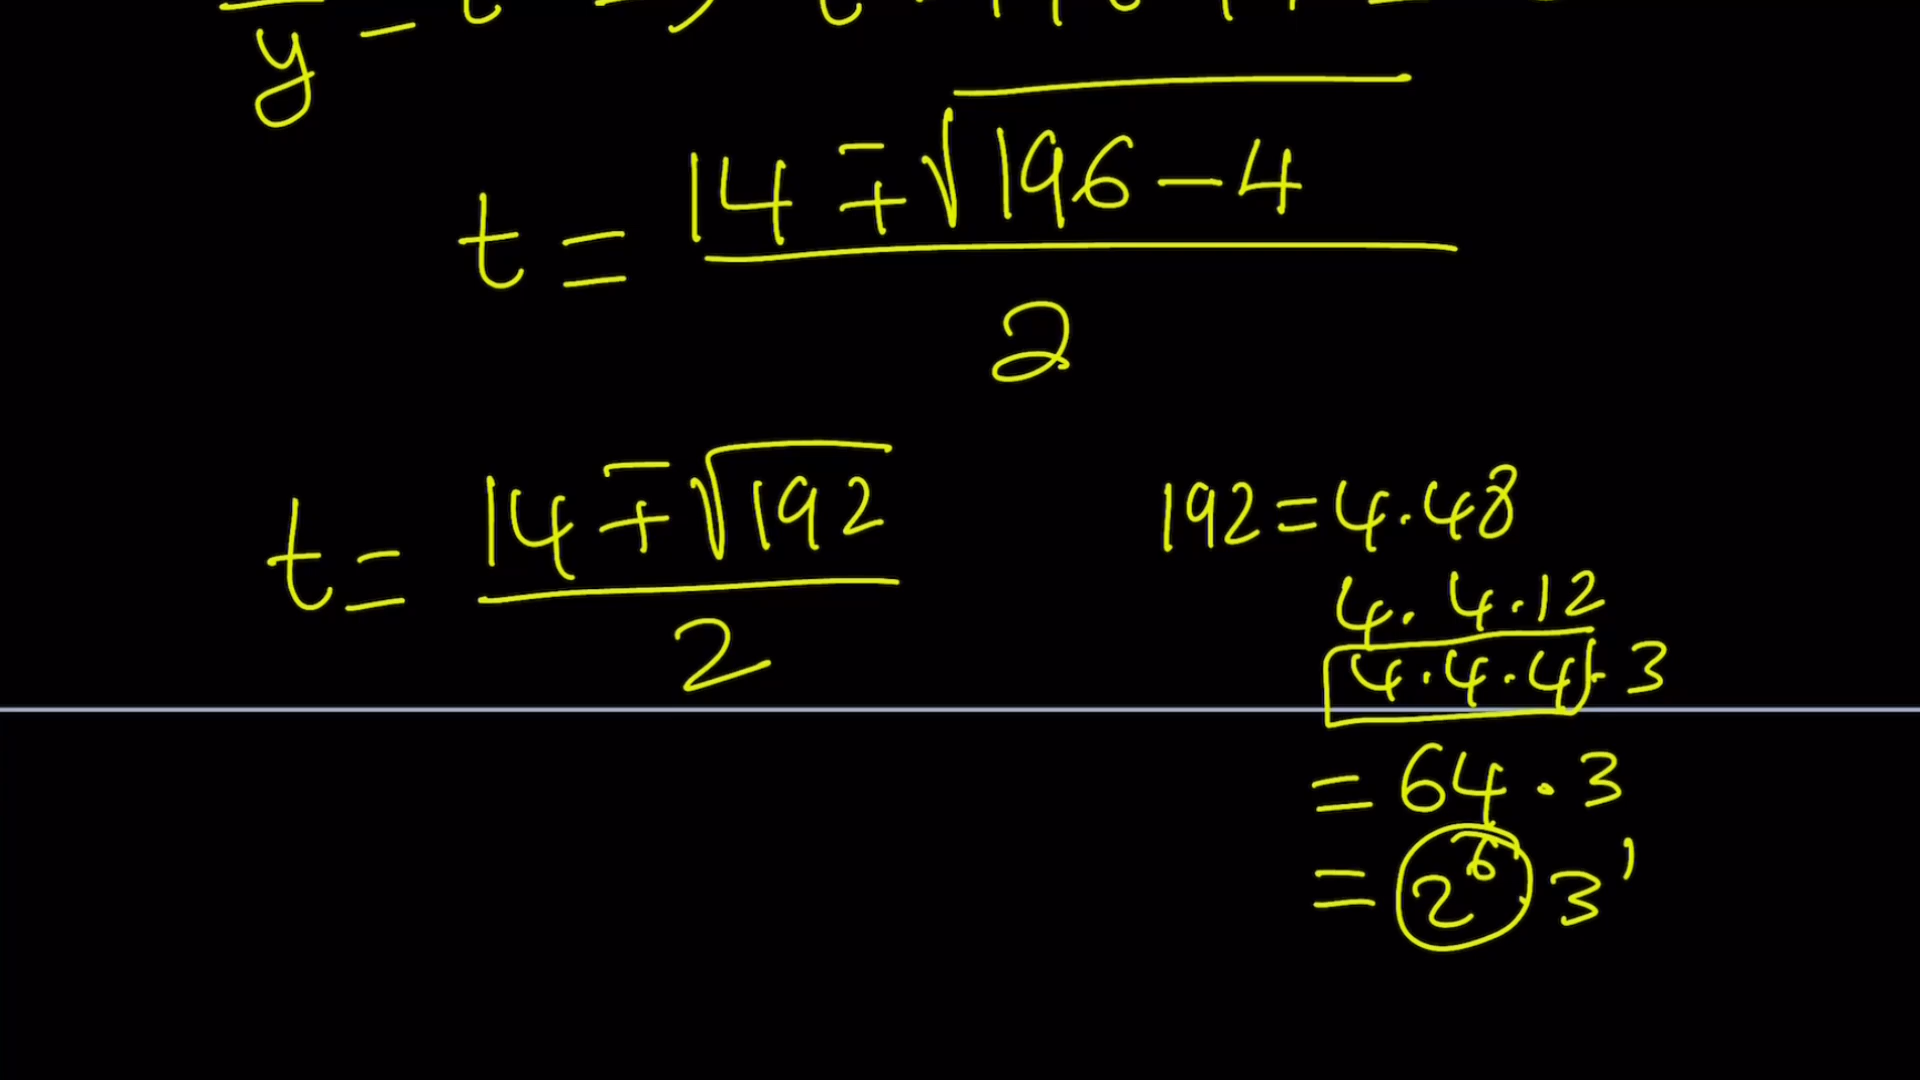 y
t = 14 ∓ √196 − 4
2
t = 14 ∓ √192
2
192 = 4·48
4·4·12
4·4·4·3
= 64·3
= 2⁶ 3¹